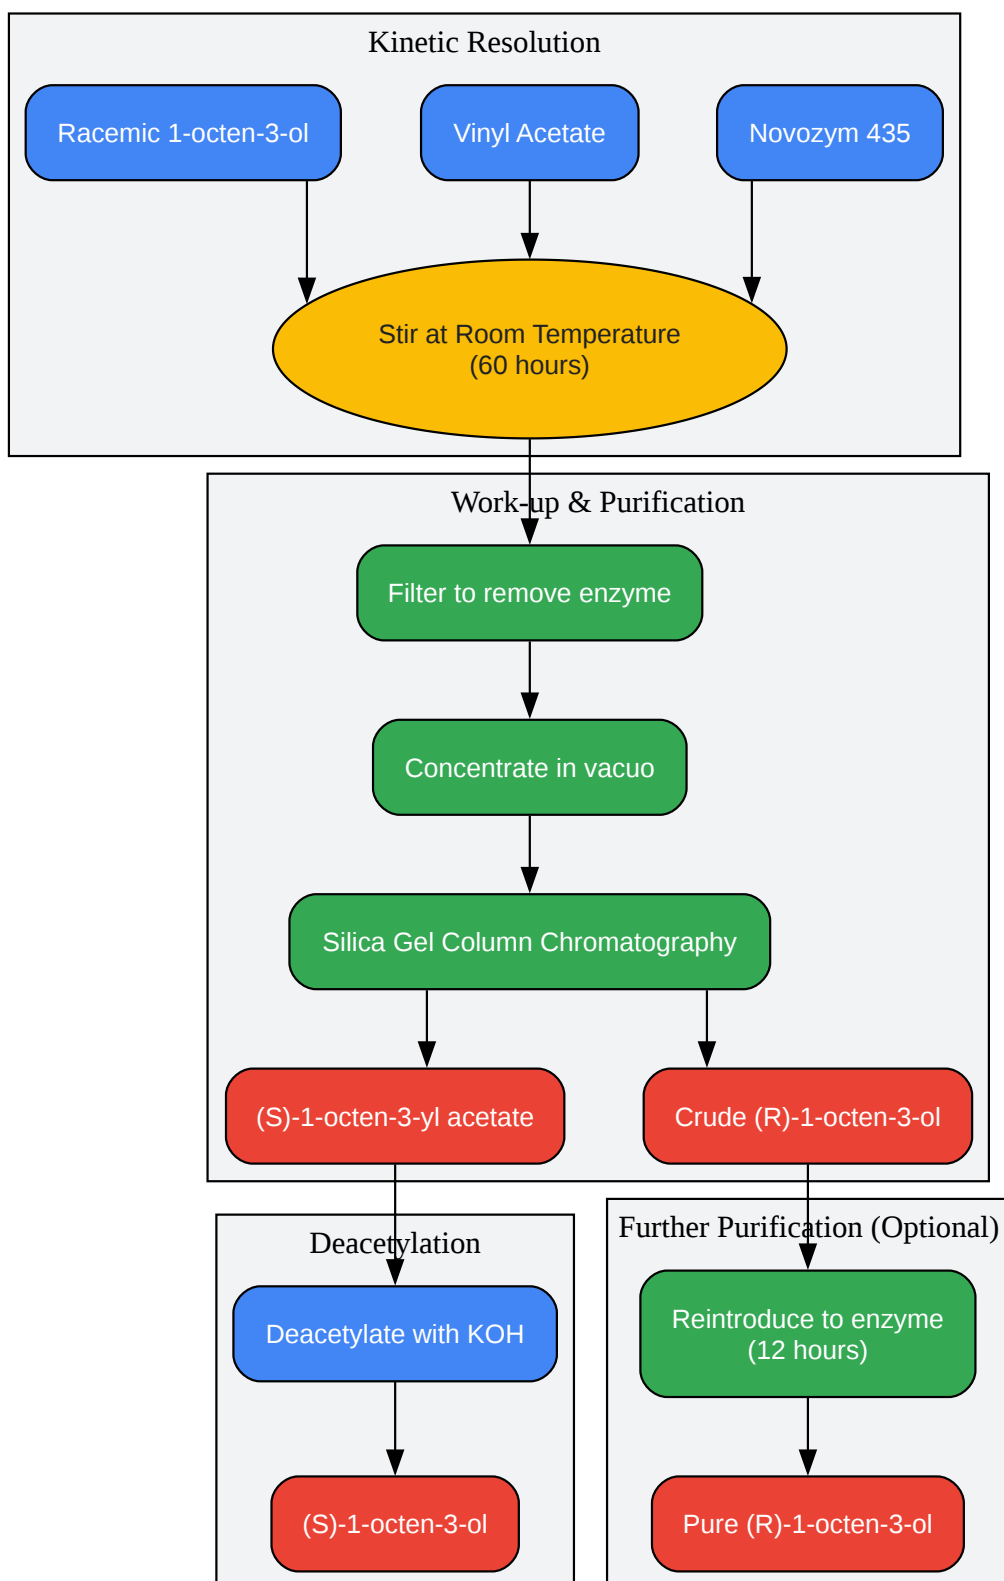 Kinetic Resolution
Racemic 1-octen-3-ol
Vinyl Acetate
Novozym 435
Stir at Room Temperature
(60 hours)
Work-up & Purification
Filter to remove enzyme
Concentrate in vacuo
Silica Gel Column Chromatography
(S)-1-octen-3-yl acetate
Crude (R)-1-octen-3-ol
Deacetylation
Further Purification (Optional)
Deacetylate with KOH
Reintroduce to enzyme
(12 hours)
(S)-1-octen-3-ol
Pure (R)-1-octen-3-ol